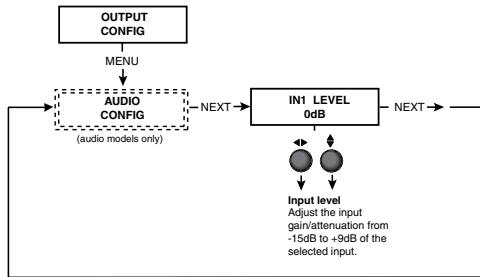 OUTPUT
CONFIG
MENU
AUDIO
CONFIG
(audio models only)
NEXT
IN1 LEVEL
0dB
NEXT
Input level
Adjust the input
gain/attenuation from
-15dB to +9dB of the
selected input.